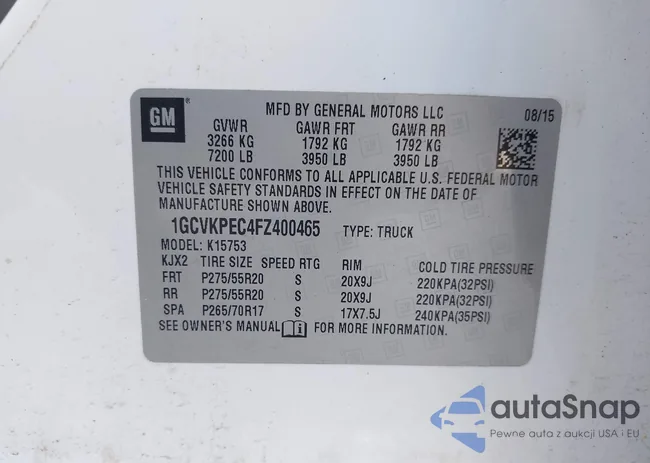 GM
MFD BY GENERAL MOTORS LLC 08/15
GVWR GAWR FRT GAWR RR
3266 KG 1792 KG 1792 KG
7200 LB 3950 LB 3950 LB
THIS VEHICLE CONFORMS TO ALL APPLICABLE U.S. FEDERAL MOTOR
VEHICLE SAFETY STANDARDS IN EFFECT ON THE DATE OF
MANUFACTURE SHOWN ABOVE.
1GCVKPEC4FZ400465 TYPE: TRUCK
MODEL: K15753
KJX2 TIRE SIZE SPEED RTG RIM COLD TIRE PRESSURE
FRT P275/55R20 S 20X9J 220KPA(32PSI)
RR P275/55R20 S 20X9J 220KPA(32PSI)
SPA P265/70R17 S 17X7.5J 240KPA(35PSI)
SEE OWNER'S MANUAL FOR MORE INFORMATION.
autaSnap
Pewne auta z aukcji USA i EU